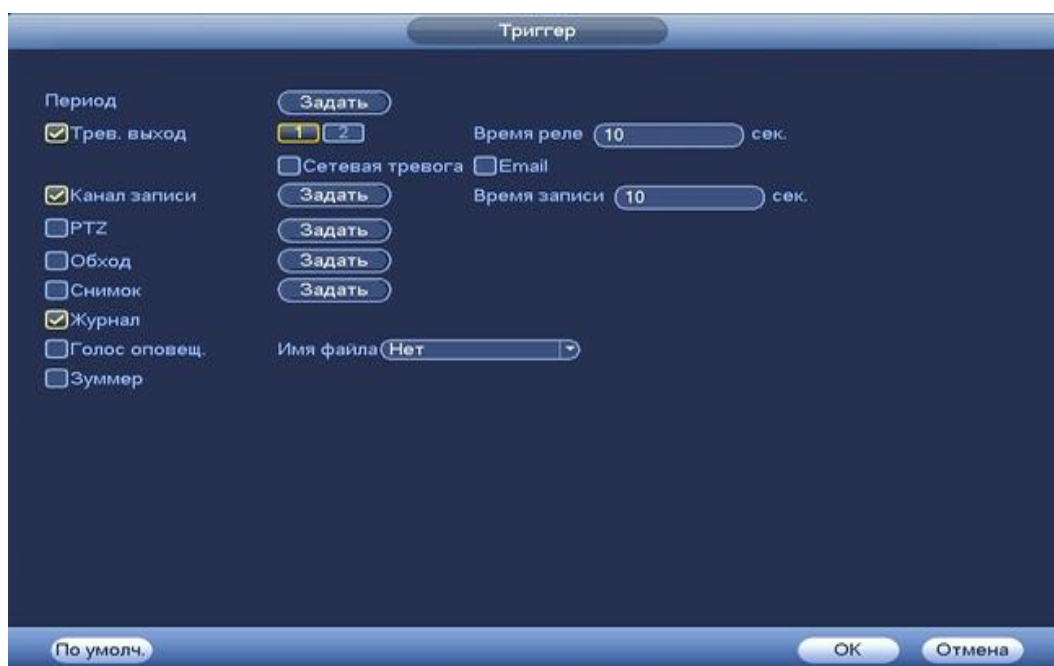 Триггер
Период Задать
Трев. выход 1 2 Время реле 10 сек.
Сетевая тревога Email
Канал записи Задать Время записи 10 сек.
PTZ Задать
Обход Задать
Снимок Задать
Журнал
Голос оповещ. Имя файла Нет
Зуммер
По умолч. OK Отмена